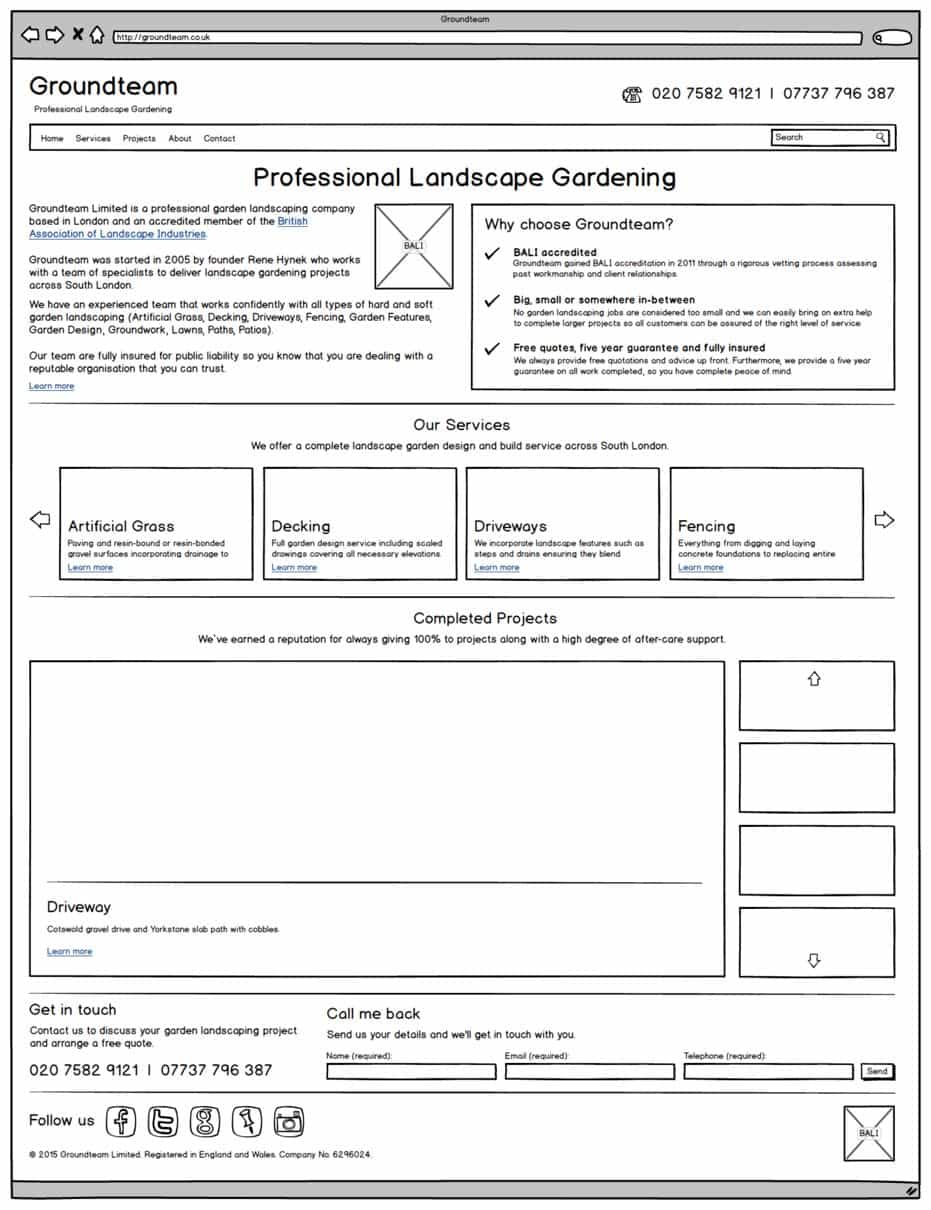 Groundteam
http://groundteam.co.uk
Groundteam
Professional Landscape Gardening
020 7582 9121 | 07737 796 387
Home Services Projects About Contact
Search
Professional Landscape Gardening
Groundteam Limited is a professional garden landscaping company
based in London and an accredited member of the British
Association of Landscape Industries.
Groundteam was started in 2005 by founder Rene Hynek who works
with a team of specialists to deliver landscape gardening projects
across South London.
We have an experienced team that works confidently with all types of hard and soft
garden landscaping (Artificial Grass, Decking, Driveways, Fencing, Garden Features,
Garden Design, Groundwork, Lawns, Paths, Patios).
Our team are fully insured for public liability so you know that you are dealing with a
reputable organisation that you can trust.
Learn more
BALI
Why choose Groundteam?
BALI accredited
Groundteam gained BALI accreditation in 2011 through a rigorous vetting process assessing
past workmanship and client relationships.
Big, small or somewhere in-between
No garden landscaping jobs are considered too small and we can easily bring on extra help
to complete larger projects so all customers can be assured of the right level of service
Free quotes, five year guarantee and fully insured
We always provide free quotations and advice up front. Furthermore, we provide a five year
guarantee on all work completed, so you have complete peace of mind.
Our Services
We offer a complete landscape garden design and build service across South London.
Artificial Grass
Paving and resin-bound or resin-bonded
gravel surfaces incorporating drainage to
Learn more
Decking
Full garden design service including scaled
drawings covering all necessary elevations.
Learn more
Driveways
We incorporate landscape features such as
steps and drains ensuring they blend
Learn more
Fencing
Everything from digging and laying
concrete foundations to replacing entire
Learn more
Completed Projects
We've earned a reputation for always giving 100% to projects along with a high degree of after-care support.
Driveway
Cotswold gravel drive and Yorkstone slab path with cobbles.
Learn more
Get in touch
Contact us to discuss your garden landscaping project
and arrange a free quote.
020 7582 9121 | 07737 796 387
Call me back
Send us your details and we'll get in touch with you.
Name (required): Email (required): Telephone (required):
Send
Follow us
BALI
© 2015 Groundteam Limited. Registered in England and Wales. Company No. 6296024.